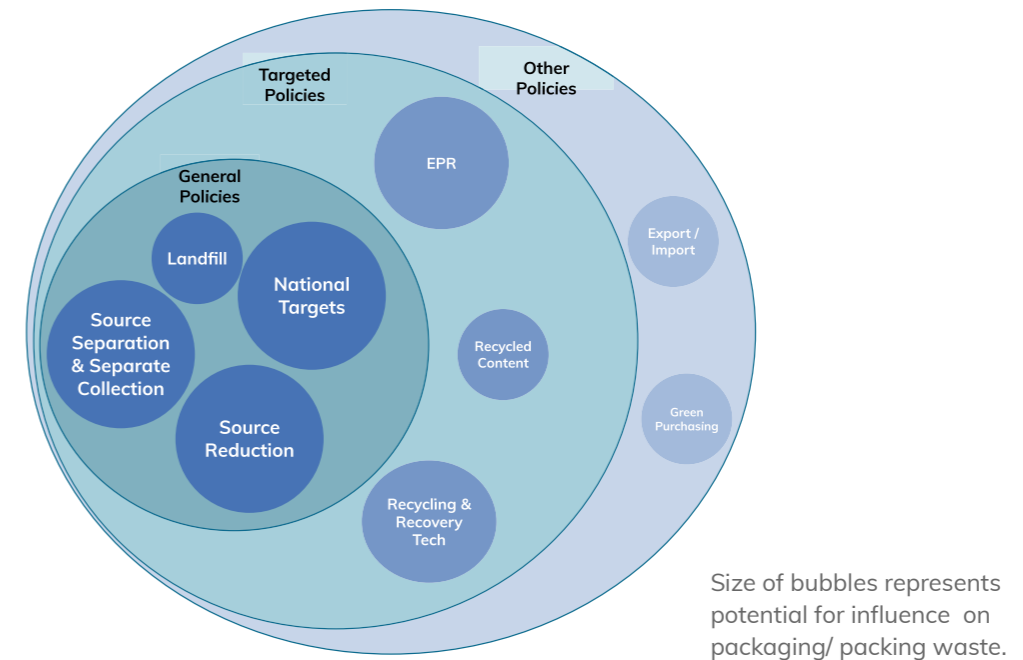 Targeted
Policies
Other
Policies
General
Policies
EPR
Landfill
National
Targets
Source
Separation
& Separate
Collection
Source
Reduction
Export /
Import
Recycled
Content
Green
Purchasing
Recycling &
Recovery
Tech
Size of bubbles represents
potential for influence on
packaging/ packing waste.